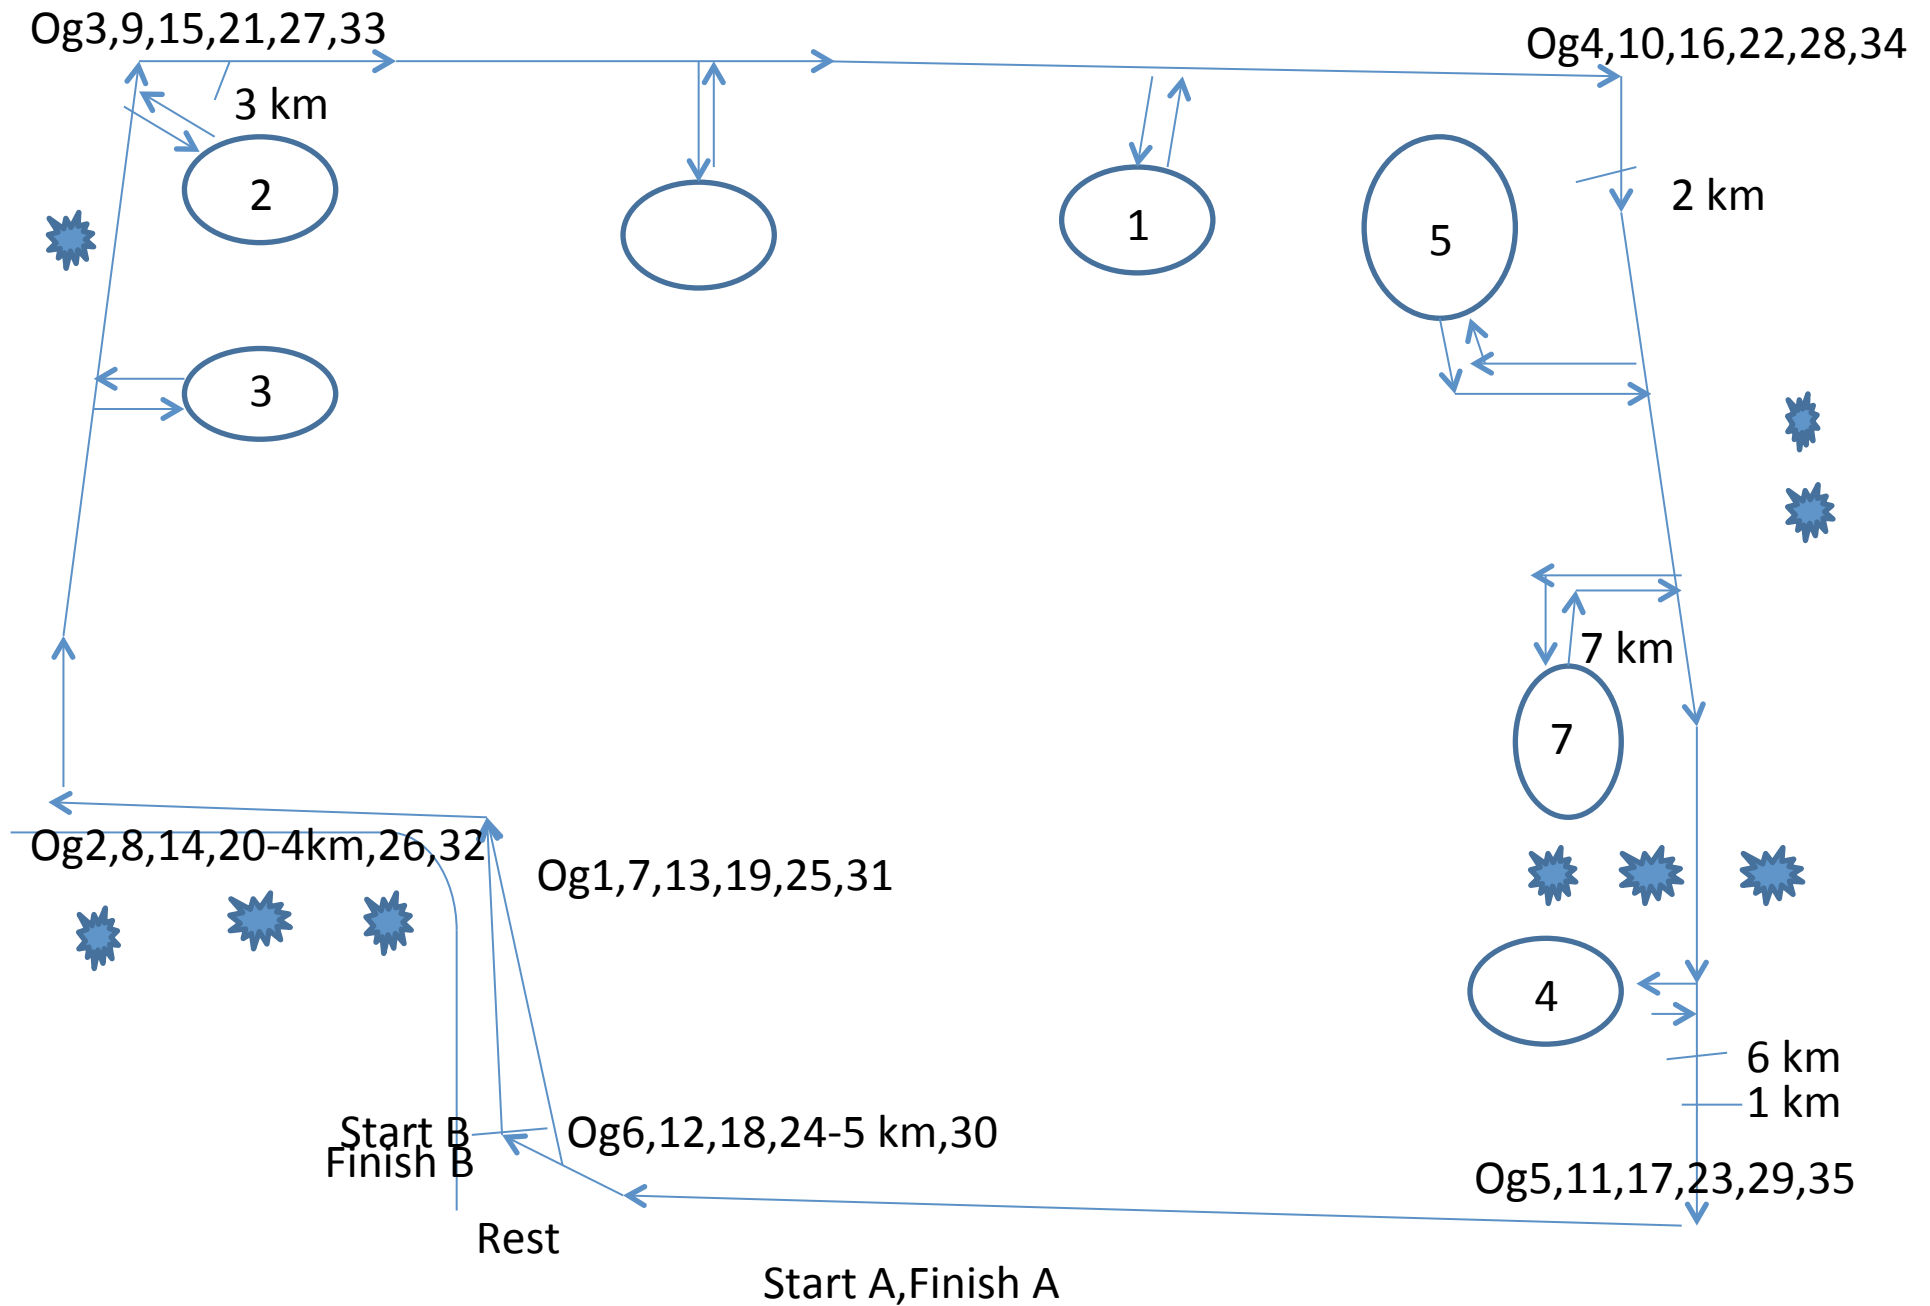 Og3,9,15,21,27,33
Og4,10,16,22,28,34
3 km
2
1
5
2 km
3
7 km
7
Og2,8,14,20-4km,26,32
Og1,7,13,19,25,31
4
6 km
1 km
Start B
Finish B
Og6,12,18,24-5 km,30
Og5,11,17,23,29,35
Rest
Start A,Finish A